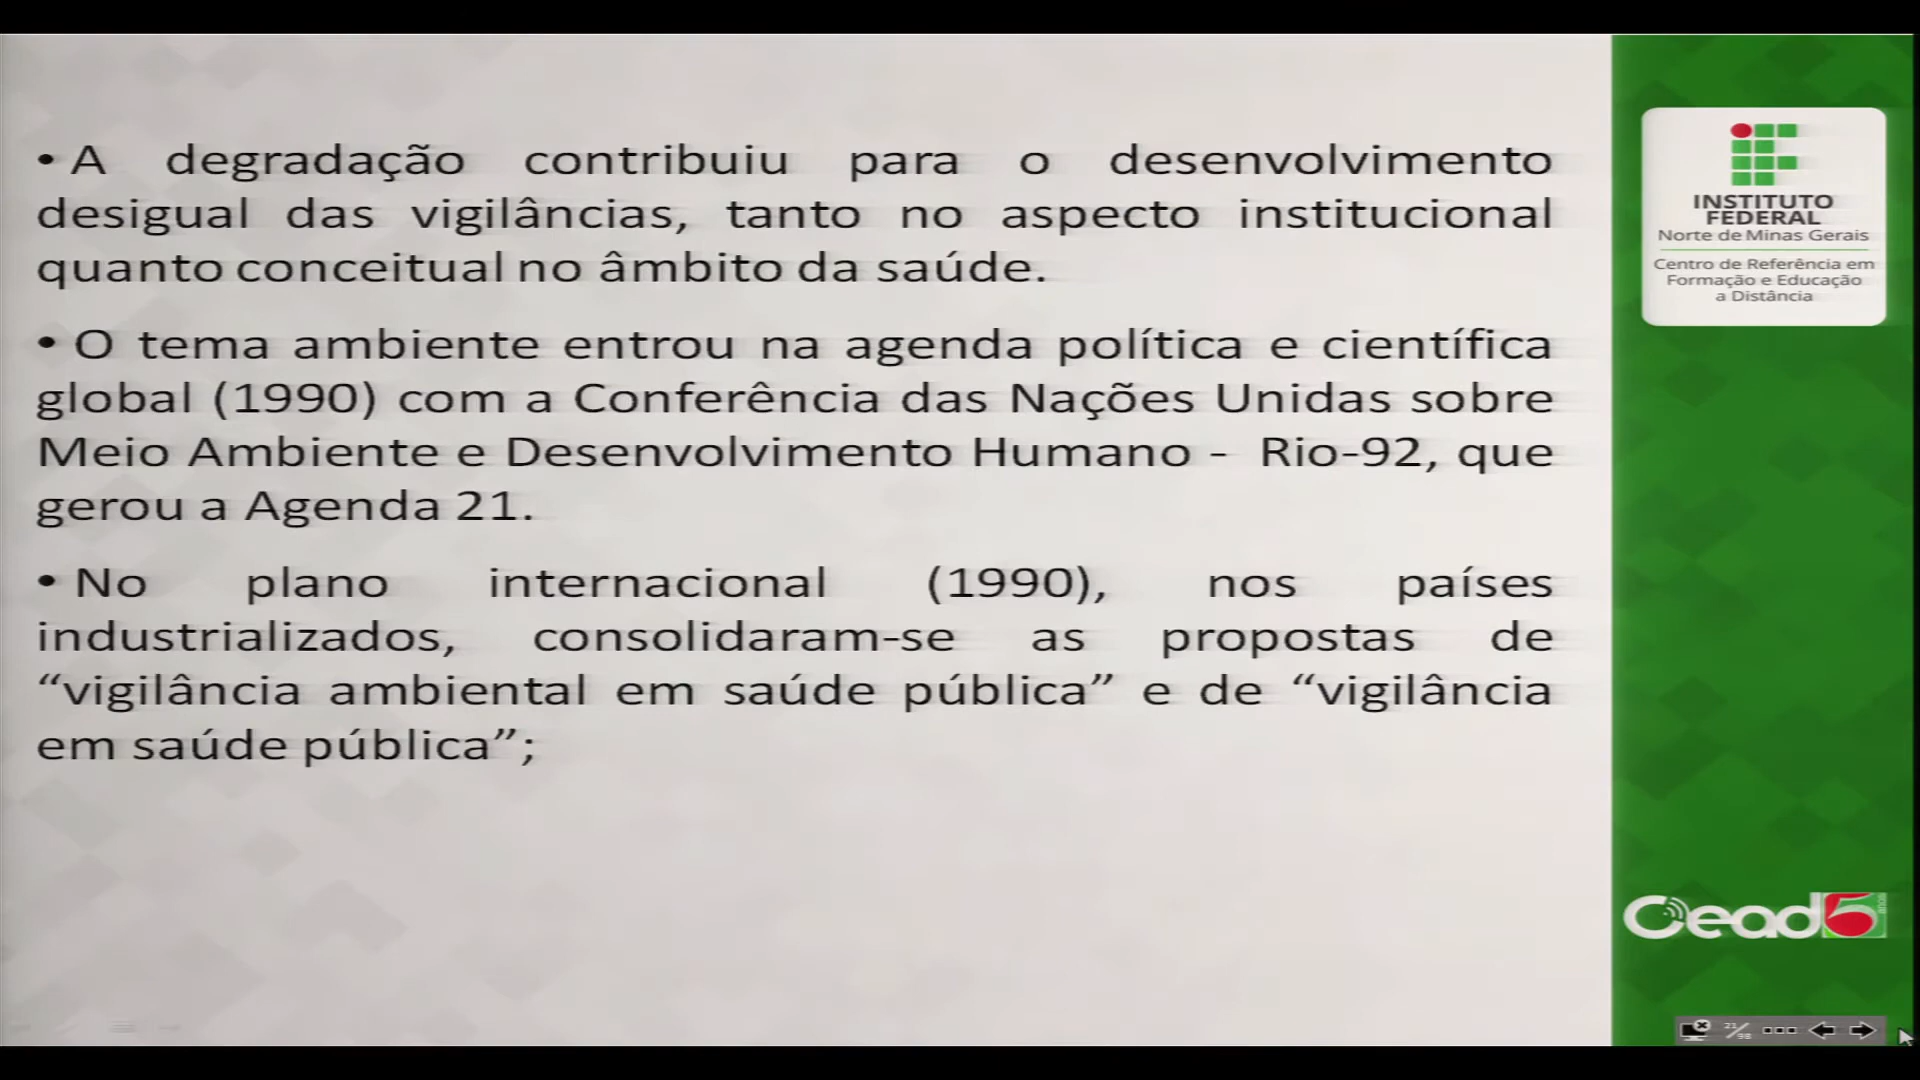 • A degradação contribuiu para o desenvolvimento
desigual das vigilâncias, tanto no aspecto institucional
quanto conceitual no âmbito da saúde.
• O tema ambiente entrou na agenda política e científica
global (1990) com a Conferência das Nações Unidas sobre
Meio Ambiente e Desenvolvimento Humano - Rio-92, que
gerou a Agenda 21.
• No plano internacional (1990), nos países
industrializados, consolidaram-se as propostas de
“vigilância ambiental em saúde pública” e de “vigilância
em saúde pública”;
INSTITUTO
FEDERAL
Norte de Minas Gerais
Centro de Referência em
Formação e Educação
a Distância
Cead5
21/98